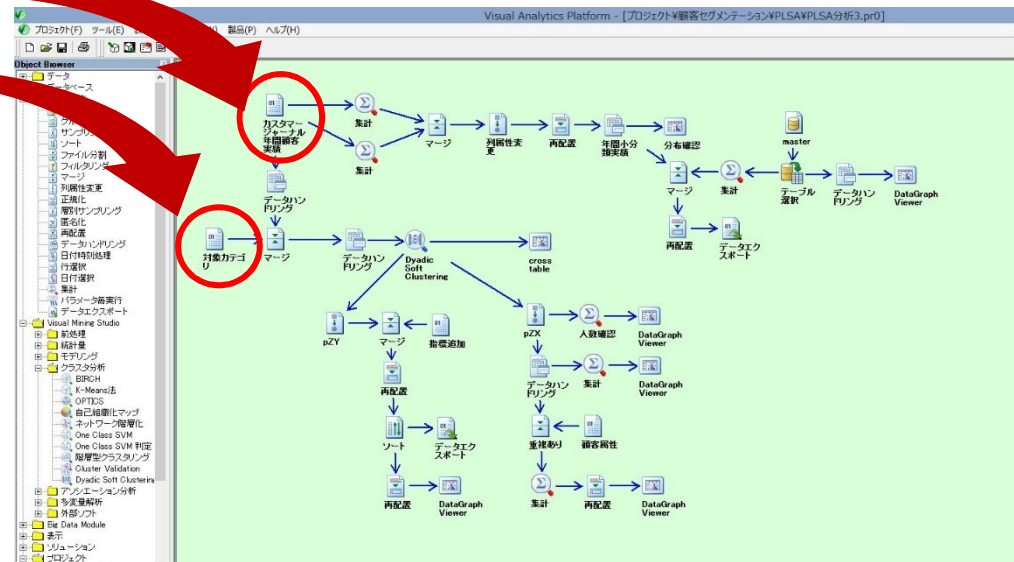 Visual Analytics Platform - [プロジェクト¥顧客セグメンテーション¥PLSA¥PLSA分析3.pr0]
プロジェクト(F) ツール(E)
製品(P) ヘルプ(H)
Object Browser
データ
データベース
サンプリング
ソート
ファイル分割
フィルタリング
マージ
列属性変更
正規化
層別サンプリング
匿名化
再配置
データハンドリング
日付時刻処理
行選択
日付選択
集計
パラメータ毎実行
データエクスポート
Visual Mining Studio
前処理
統計量
モデリング
クラスタ分析
BIRCH
K-Means法
OPTICS
自己組織化マップ
ネットワーク階層化
One Class SVM
One Class SVM 判定
階層型クラスタリング
Cluster Validation
Dyadic Soft Clustering
アソシエーション分析
多変量解析
外部ソフト
Big Data Module
表示
ソリューション
プロジェクト
カスタマー
ジャーナル
年間顧客
実績
集計
集計
マージ
列属性変
更
再配置
年間小分
類実績
分布確認
master
マージ
集計
テーブル
選択
データハン
ドリング
DataGraph
Viewer
再配置
データエク
スポート
データハン
ドリング
対象カテゴ
リ
マージ
データハン
ドリング
Dyadic
Soft
Clustering
cross
table
pZY
マージ
指標追加
pZX
人数確認
DataGraph
Viewer
再配置
データハン
ドリング
集計
DataGraph
Viewer
ソート
データエク
スポート
重複あり
顧客属性
再配置
DataGraph
Viewer
集計
再配置
DataGraph
Viewer